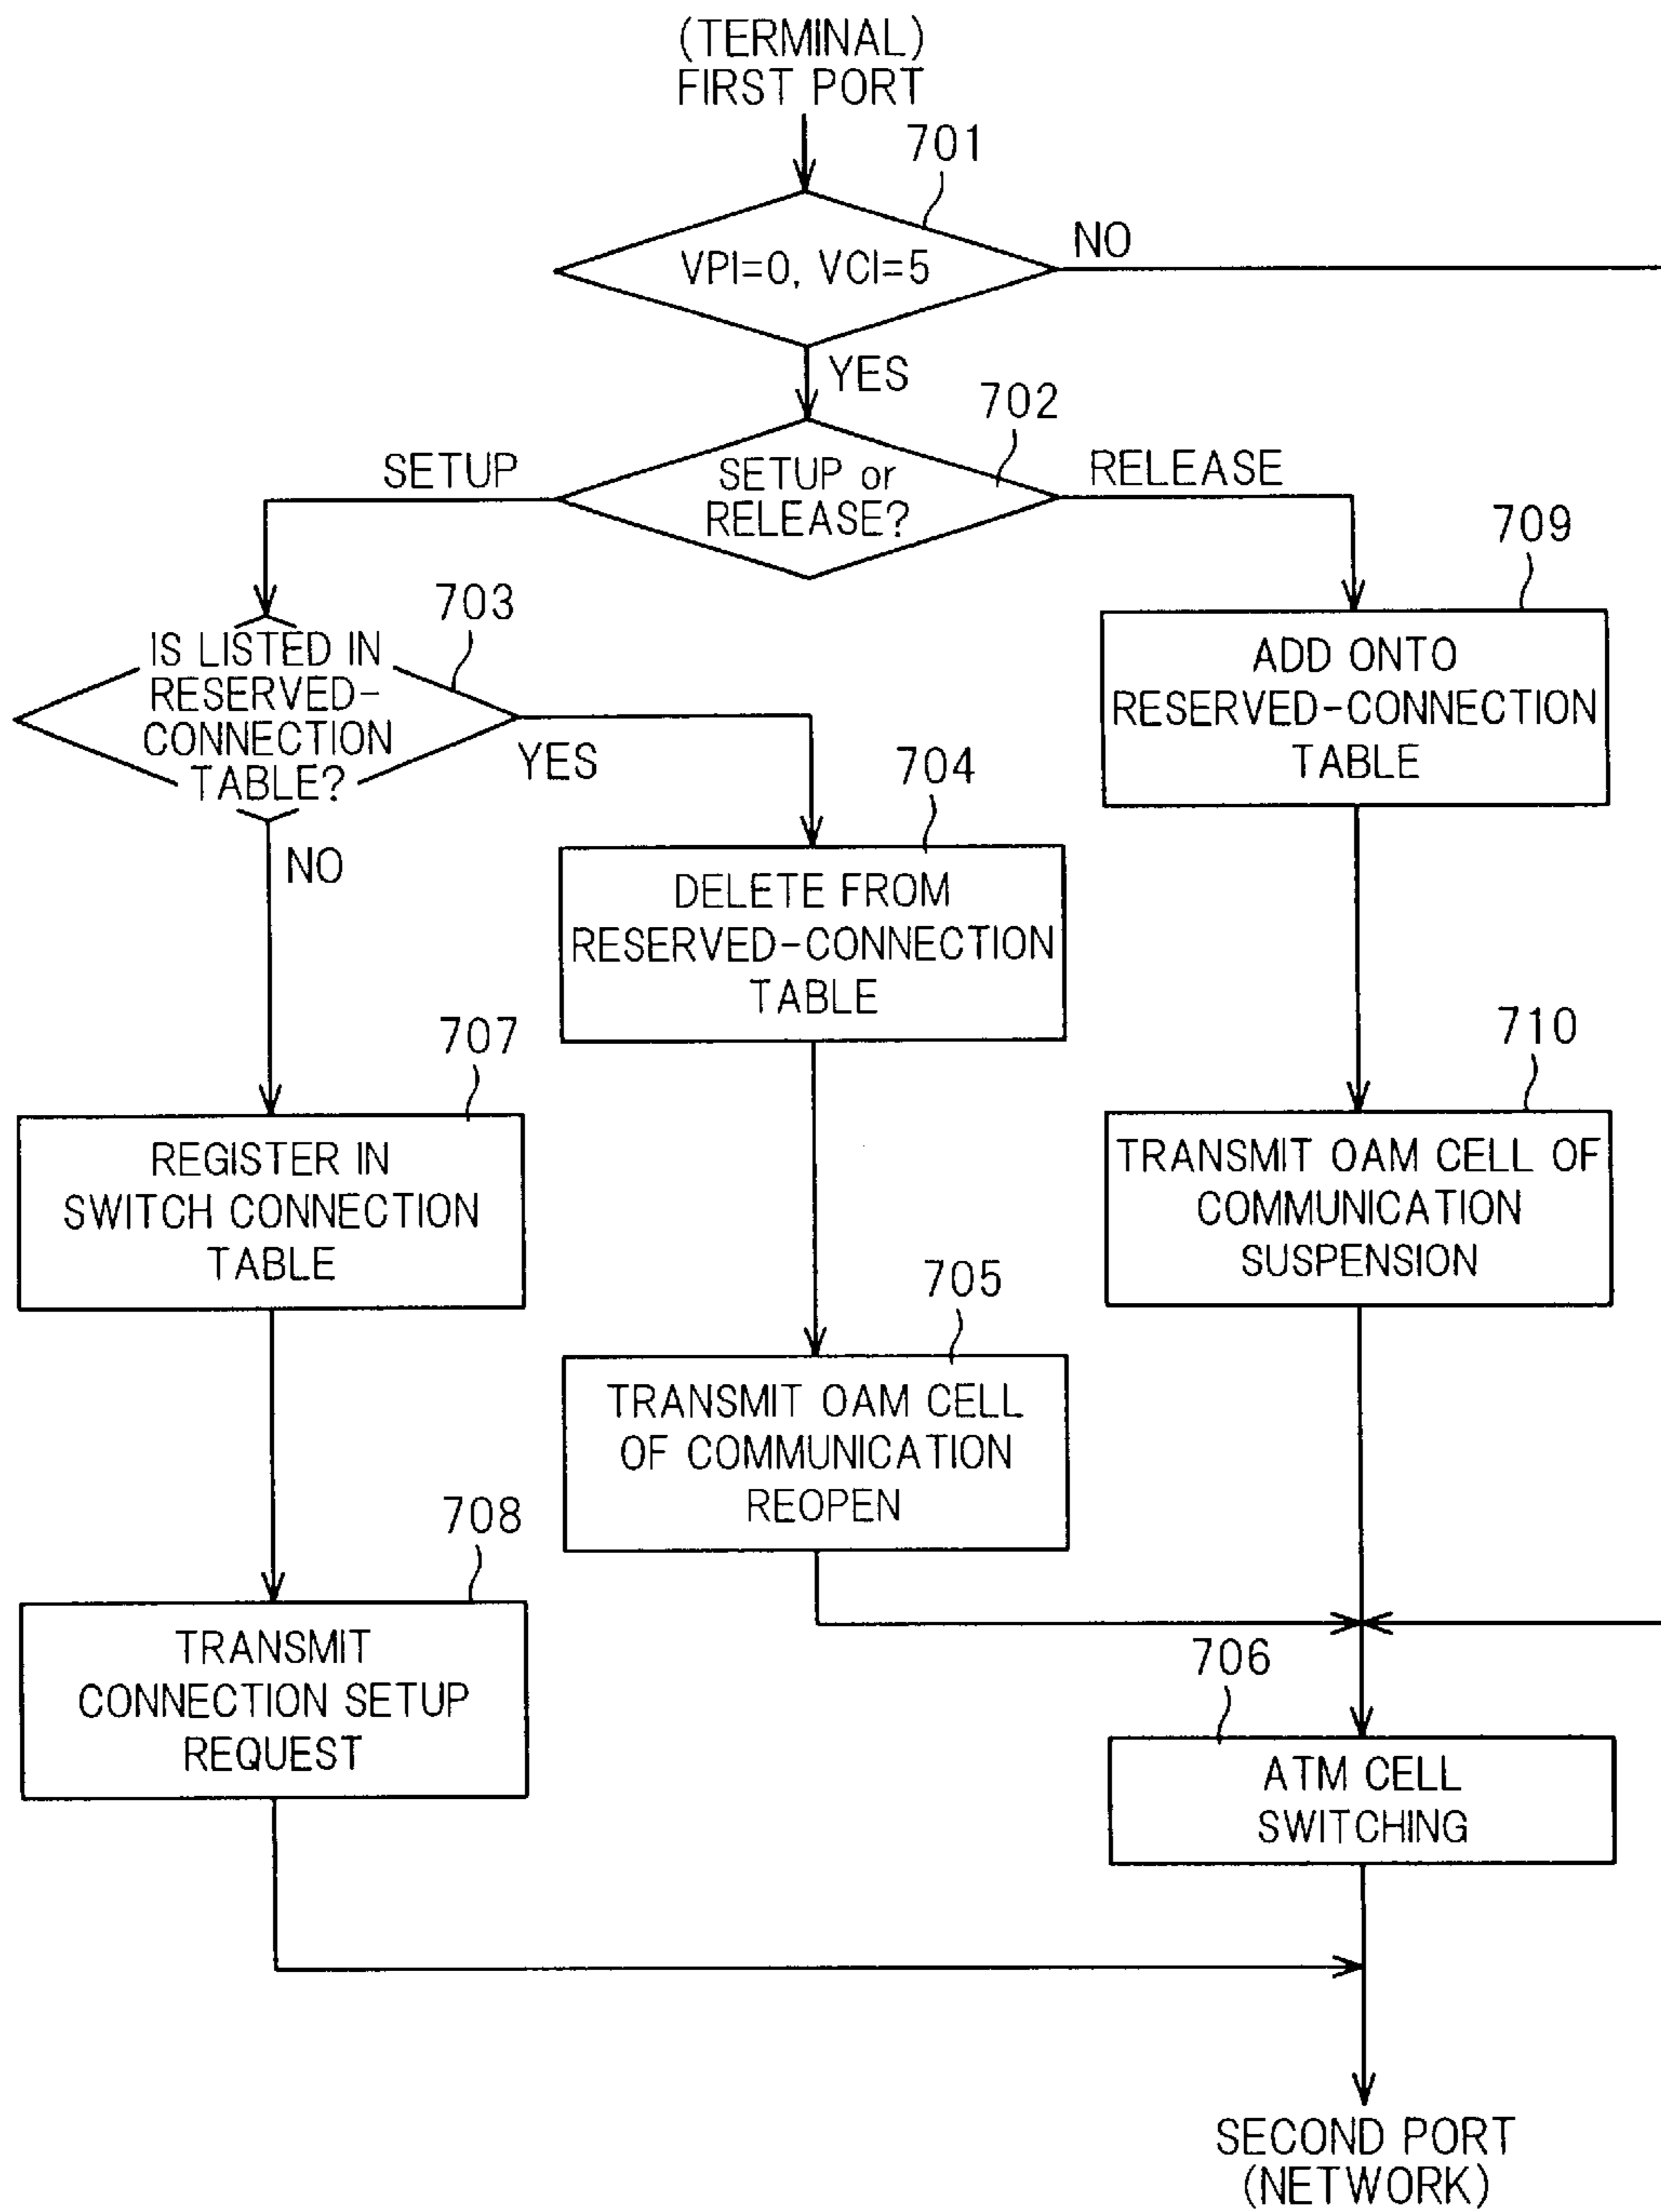 (TERMINAL)
FIRST PORT
701
VPI=0, VCI=5
NO
YES
702
SETUP
SETUP or
RELEASE?
RELEASE
709
703
IS LISTED IN
RESERVED-
CONNECTION
TABLE?
YES
NO
ADD ONTO
RESERVED-CONNECTION
TABLE
704
DELETE FROM
RESERVED-CONNECTION
TABLE
707
710
REGISTER IN
SWITCH CONNECTION
TABLE
TRANSMIT OAM CELL OF
COMMUNICATION
SUSPENSION
705
TRANSMIT OAM CELL
OF COMMUNICATION
REOPEN
708
TRANSMIT
CONNECTION SETUP
REQUEST
706
ATM CELL
SWITCHING
SECOND PORT
(NETWORK)